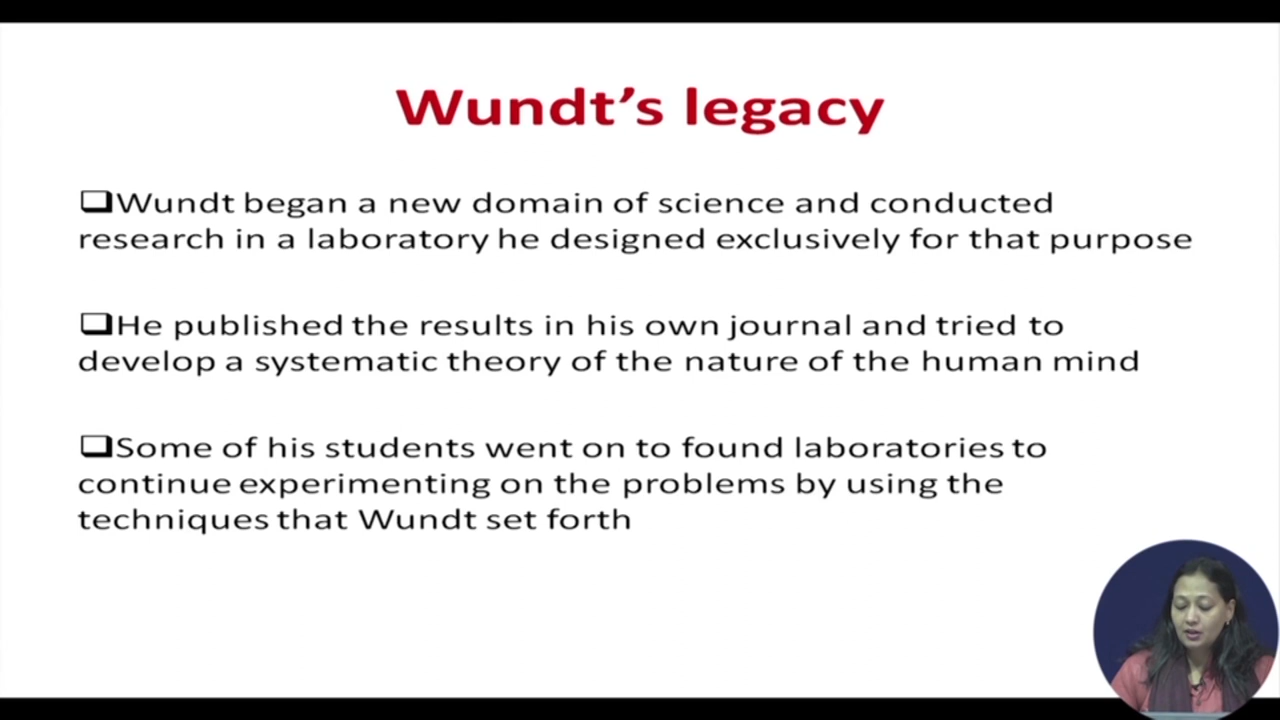 Wundt’s legacy
❑Wundt began a new domain of science and conducted
research in a laboratory he designed exclusively for that purpose
❑He published the results in his own journal and tried to
develop a systematic theory of the nature of the human mind
❑Some of his students went on to found laboratories to
continue experimenting on the problems by using the
techniques that Wundt set forth